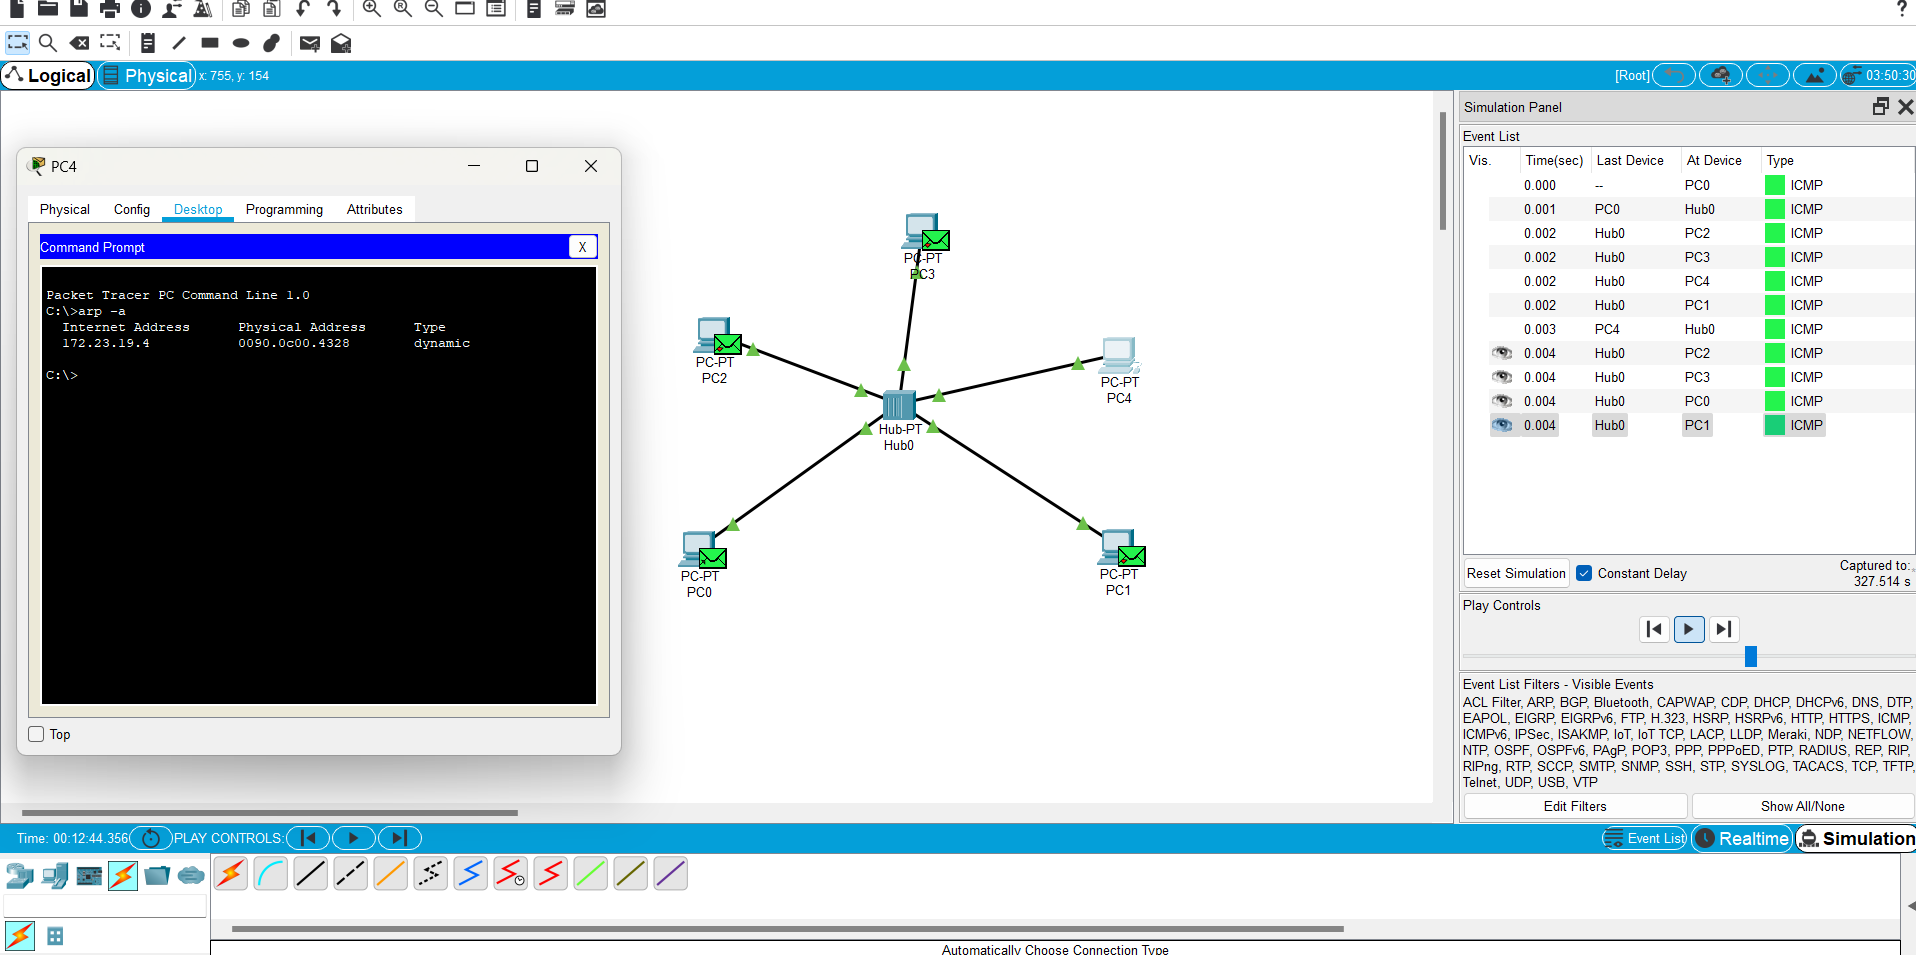 ?
Logical
Physical x: 755, y: 154
[Root]
03:50:30
PC4
Physical Config Desktop Programming Attributes
Command Prompt
X
Packet Tracer PC Command Line 1.0
C:\>arp -a
Internet Address Physical Address Type
172.23.19.4 0090.0c00.4328 dynamic
C:\>
Top
PC-PT
PC3
PC-PT
PC2
PC-PT
PC4
Hub-PT
Hub0
PC-PT
PC0
PC-PT
PC1
Simulation Panel
Event List
Vis. Time(sec) Last Device At Device Type
0.000 -- PC0 ICMP
0.001 PC0 Hub0 ICMP
0.002 Hub0 PC2 ICMP
0.002 Hub0 PC3 ICMP
0.002 Hub0 PC4 ICMP
0.002 Hub0 PC1 ICMP
0.003 PC4 Hub0 ICMP
0.004 Hub0 PC2 ICMP
0.004 Hub0 PC3 ICMP
0.004 Hub0 PC0 ICMP
0.004 Hub0 PC1 ICMP
Reset Simulation
Constant Delay
Captured to:
327.514 s
Play Controls
Event List Filters - Visible Events
ACL Filter, ARP, BGP, Bluetooth, CAPWAP, CDP, DHCP, DHCPv6, DNS, DTP,
EAPOL, EIGRP, EIGRPv6, FTP, H.323, HSRP, HSRPv6, HTTP, HTTPS, ICMP,
ICMPv6, IPSec, ISAKMP, IoT, IoT TCP, LACP, LLDP, Meraki, NDP, NETFLOW,
NTP, OSPF, OSPFv6, PAgP, POP3, PPP, PPPoED, PTP, RADIUS, REP, RIP,
RIPng, RTP, SCCP, SMTP, SNMP, SSH, STP, SYSLOG, TACACS, TCP, TFTP,
Telnet, UDP, USB, VTP
Edit Filters
Show All/None
Time: 00:12:44.356
PLAY CONTROLS:
Event List
Realtime
Simulation
Automatically Choose Connection Type